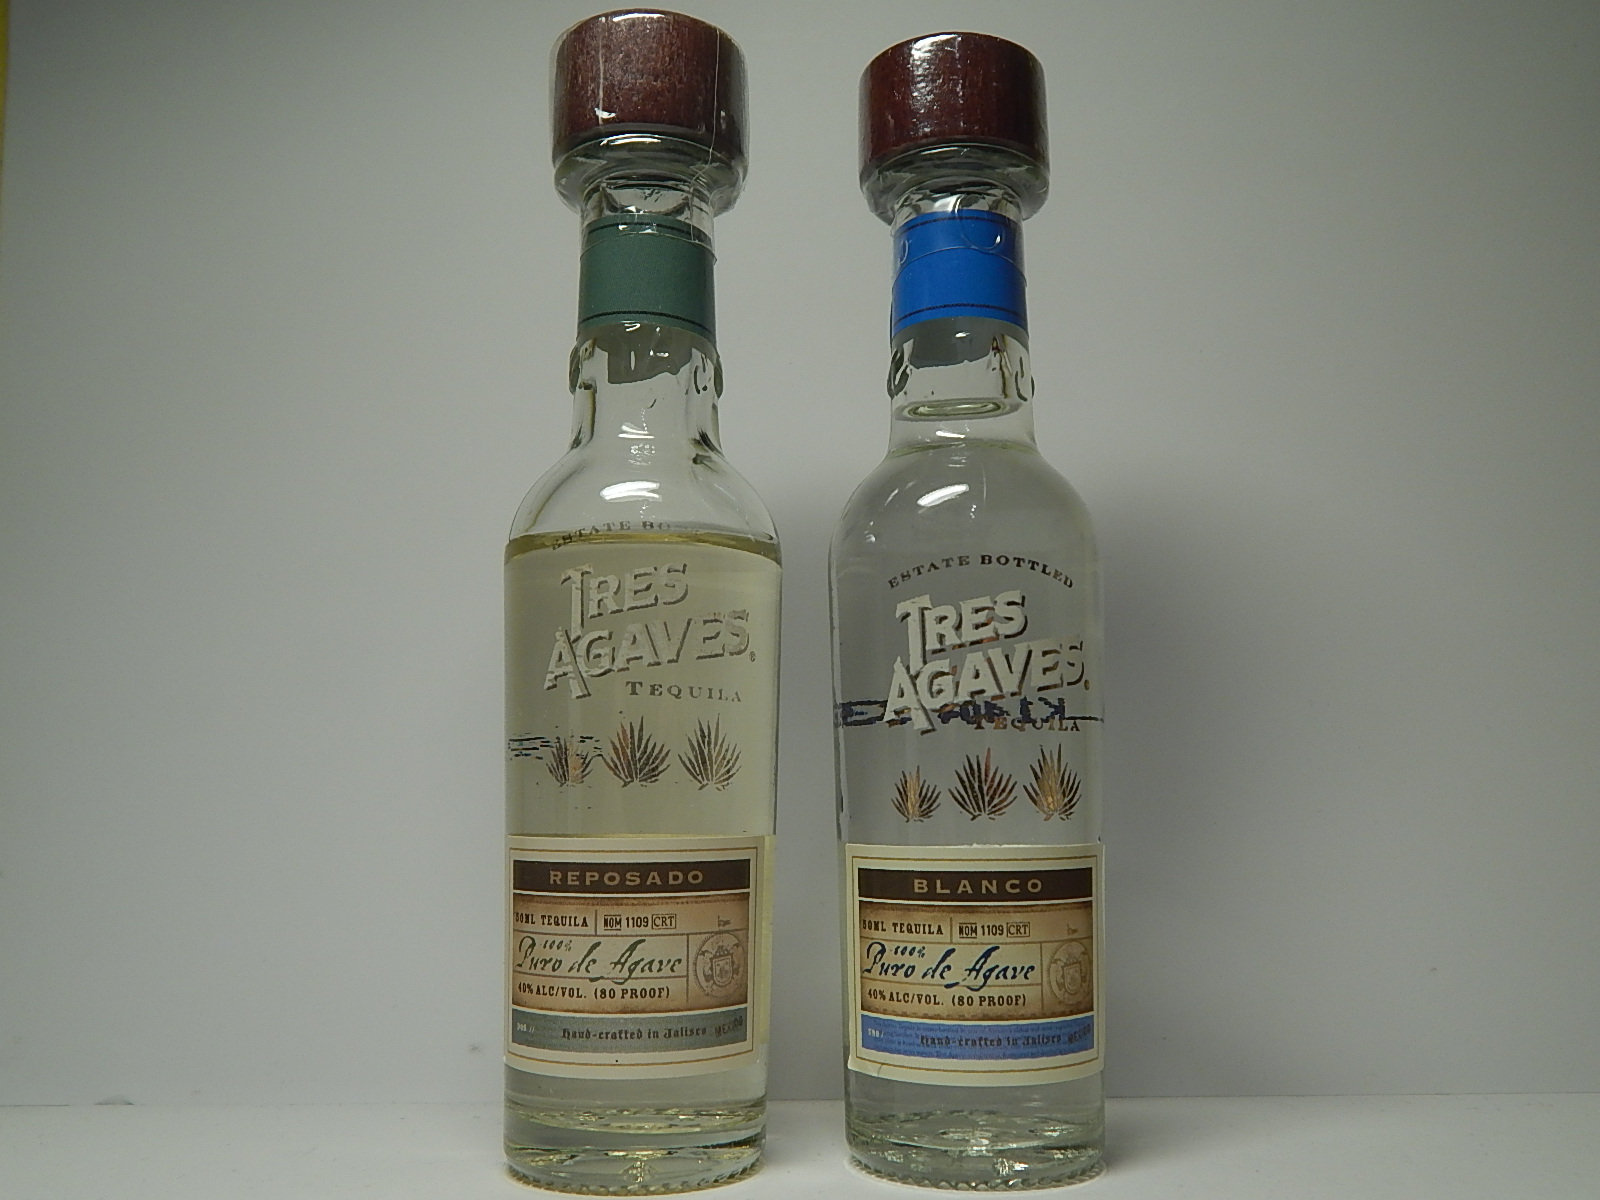 ESTATE
TRES
AGAVES®
TEQUILA
REPOSADO
50ML TEQUILA NOM 1109 CRT
100%
Puro de Agave
40% ALC/VOL. (80 PROOF)
Hand-crafted in Jalisco
ESTATE BOTTLED
TRES
AGAVES®
TEQUILA
BLANCO
50ML TEQUILA NOM 1109 CRT
100%
Puro de Agave
40% ALC/VOL. (80 PROOF)
Hand-crafted in Jalisco